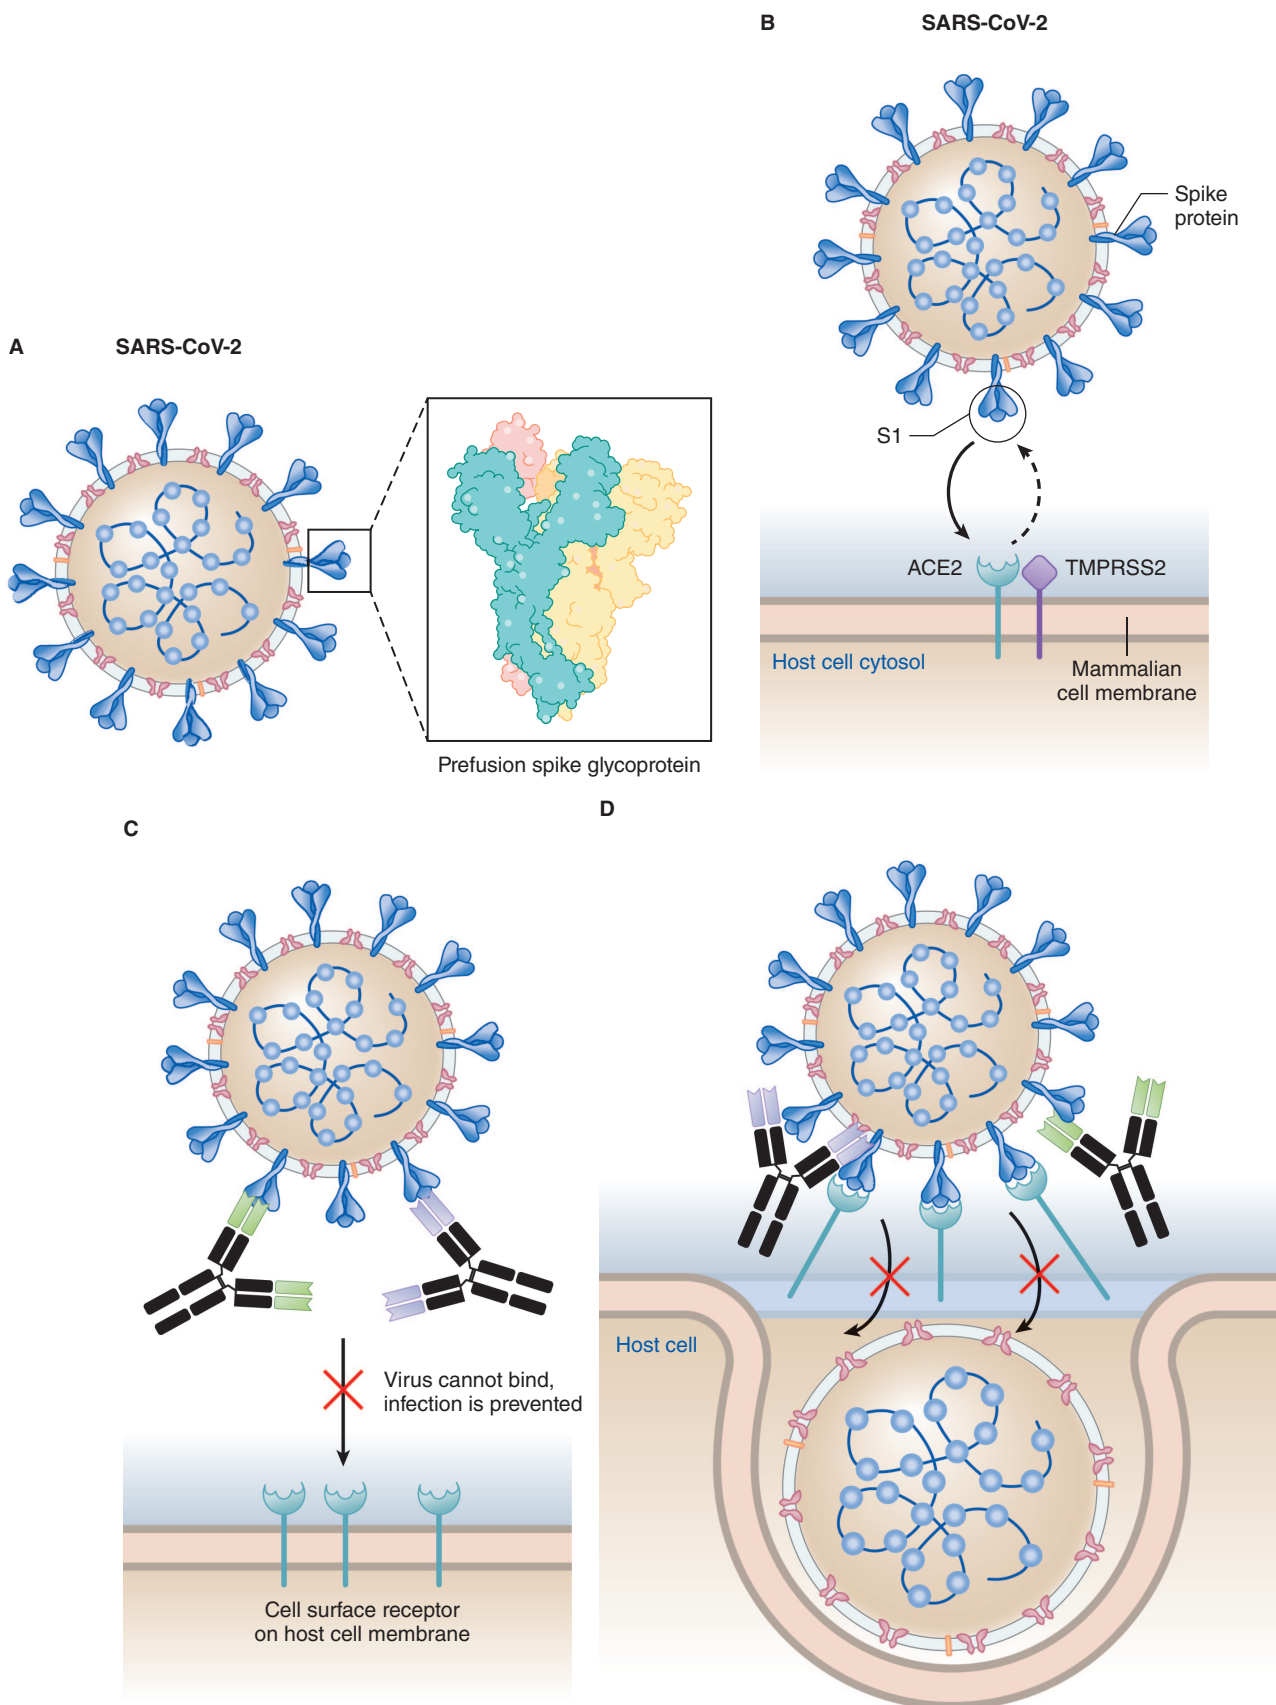 A
SARS-CoV-2
Prefusion spike glycoprotein
B
SARS-CoV-2
Spike
protein
S1
ACE2
TMPRSS2
Host cell cytosol
Mammalian
cell membrane
C
Virus cannot bind,
infection is prevented
Cell surface receptor
on host cell membrane
D
Host cell